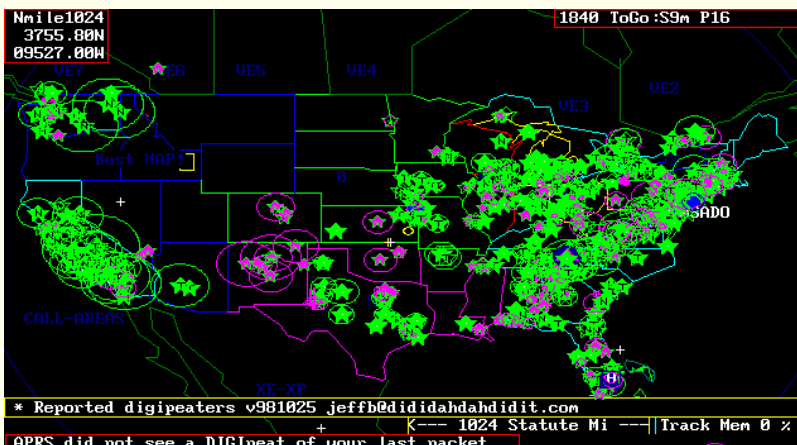 Nmile1024
3755.80N
09527.00W
1840 ToGo:S9m P16
VE7
VE6
VE5
VE4
VE3
VE2
Best MAP!
0
SADO
CALL-AREAS
H
XE-XP
* Reported digipeaters v981025 jeffb@dididahdahdidit.com
<--- 1024 Statute Mi ---| Track Mem 0 %
APRS did not see a DIGIpeat of your last packet